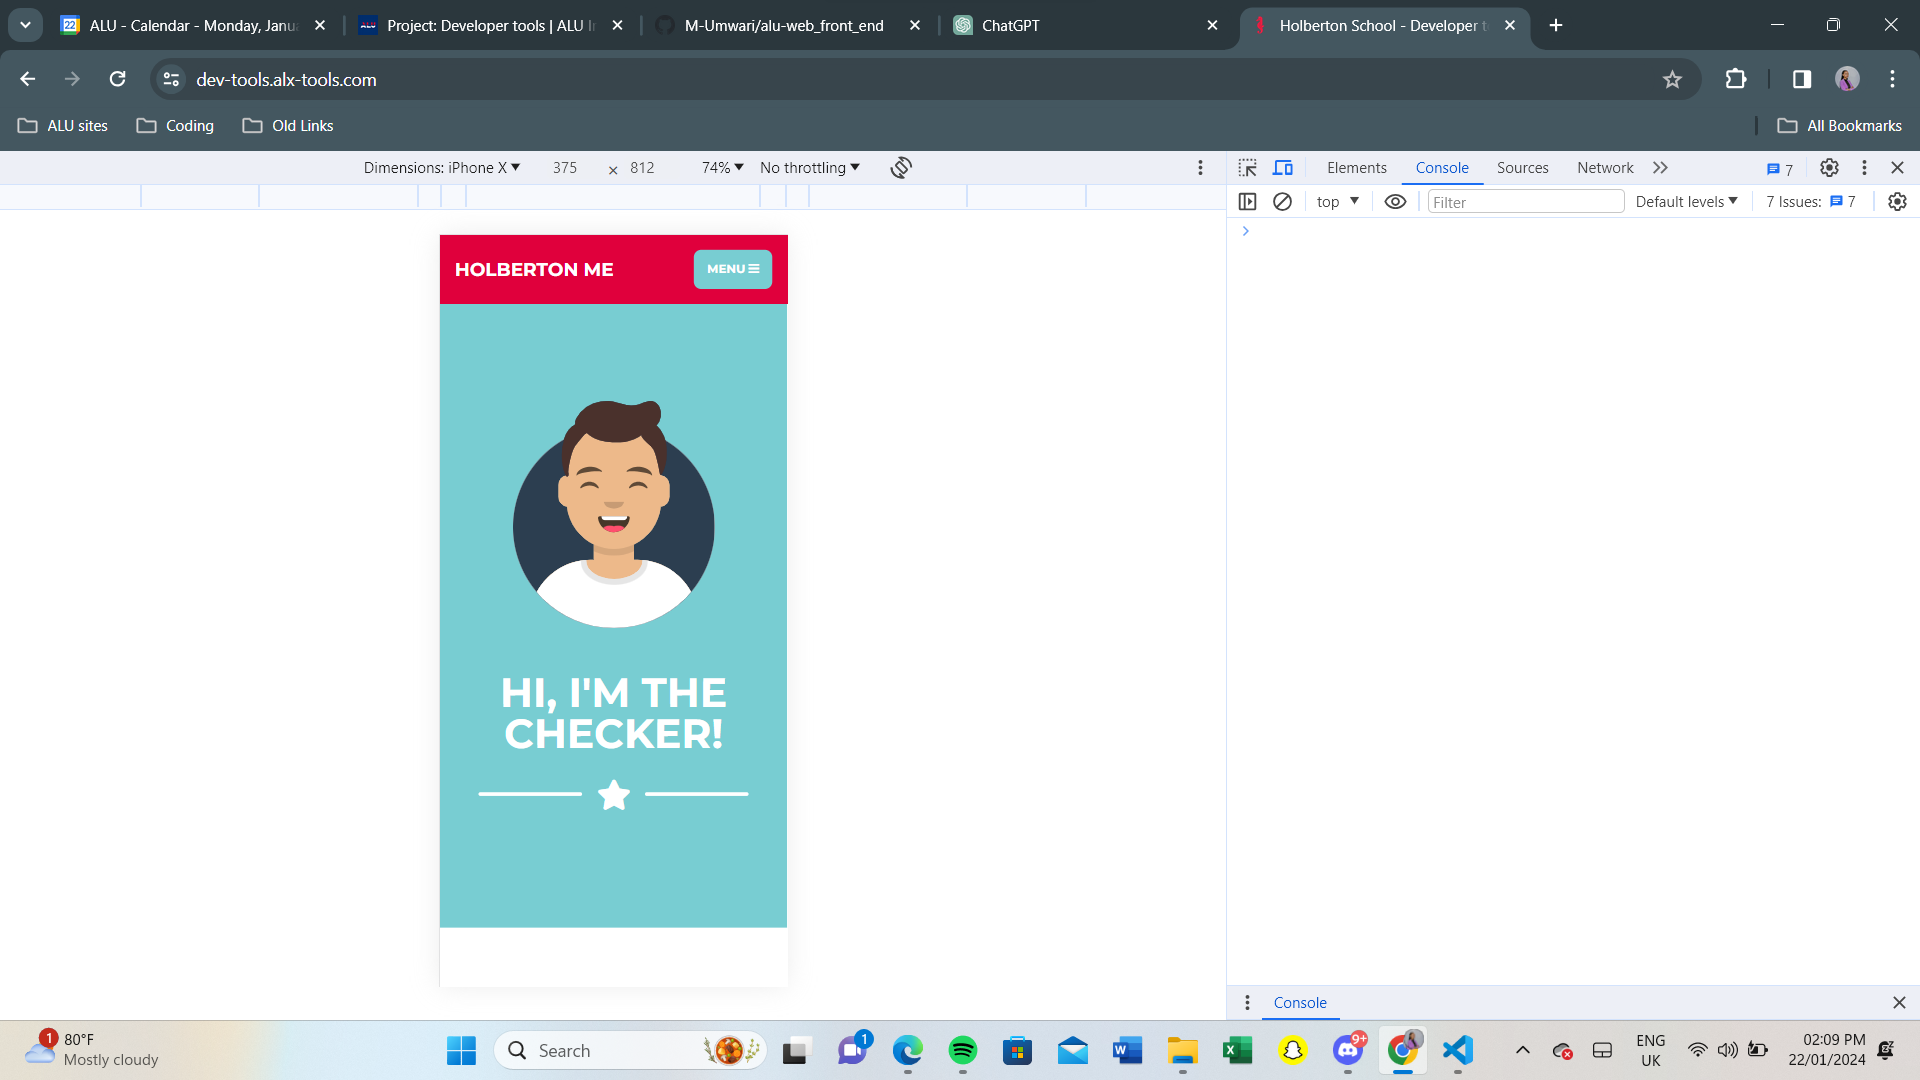 ALU - Calendar - Monday, Janua
Project: Developer tools | ALU In
M-Umwari/alu-web_front_end
ChatGPT
Holberton School - Developer to
dev-tools.alx-tools.com
ALU sites
Coding
Old Links
All Bookmarks
Dimensions: iPhone X 375 × 812 74% No throttling
Elements Console Sources Network 7
top Filter Default levels 7 Issues: 7
HOLBERTON ME
MENU
HI, I'M THE
CHECKER!
Console
1 80°F
Mostly cloudy
Search
1
9+
ENG
UK
02:09 PM
22/01/2024